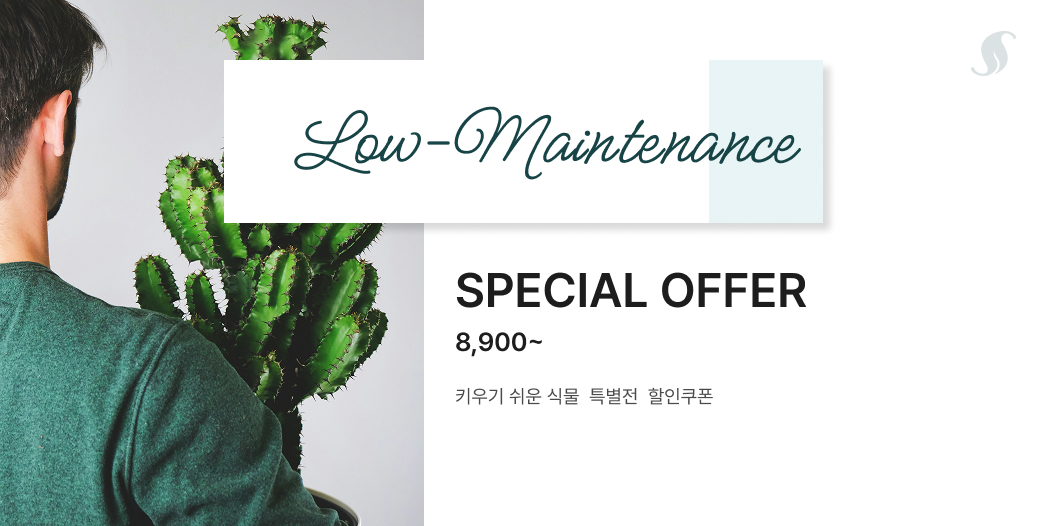 Low-Maintenance
SPECIAL OFFER
8,900~
키우기 쉬운 식물 특별전 할인쿠폰